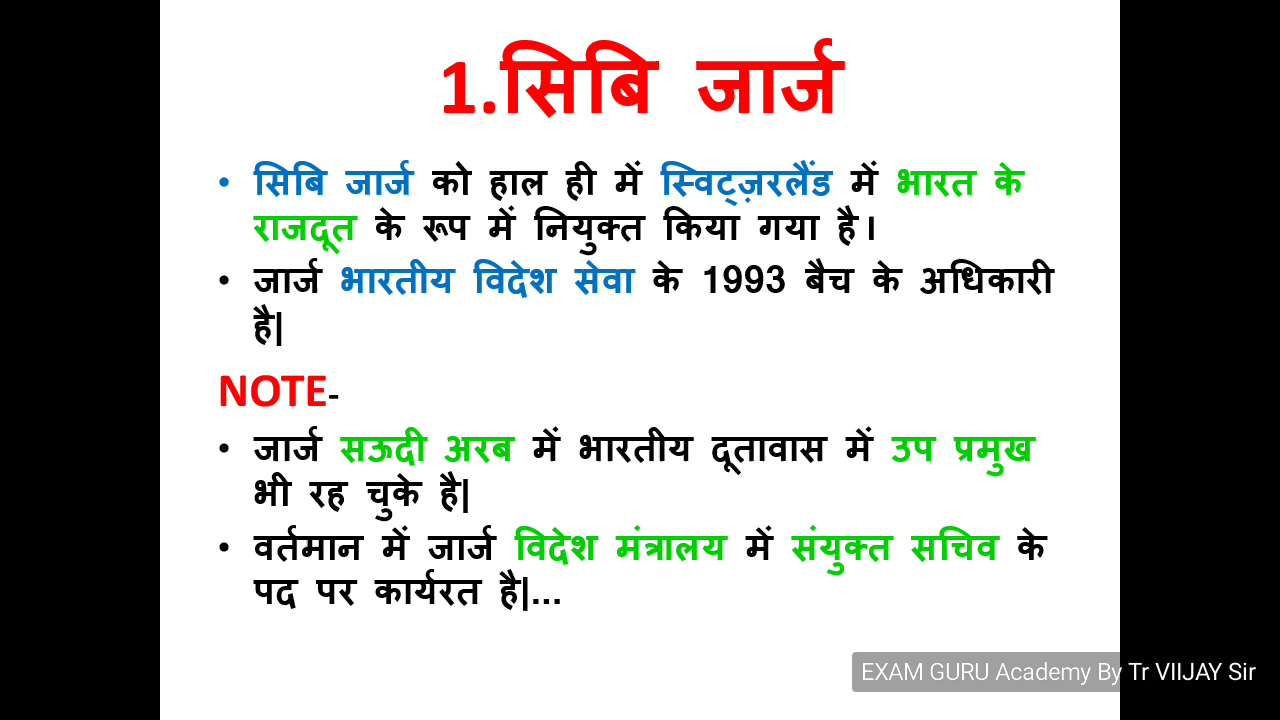 1.सिबि जार्ज
• सिबि जार्ज को हाल ही में स्विट्ज़रलैंड में भारत के
राजदूत के रूप में नियुक्त किया गया है।
• जार्ज भारतीय विदेश सेवा के 1993 बैच के अधिकारी
है|
NOTE-
• जार्ज सऊदी अरब में भारतीय दूतावास में उप प्रमुख
भी रह चुके है|
• वर्तमान में जार्ज विदेश मंत्रालय में संयुक्त सचिव के
पद पर कार्यरत है|...
EXAM GURU Academy By Tr VIIJAY Sir